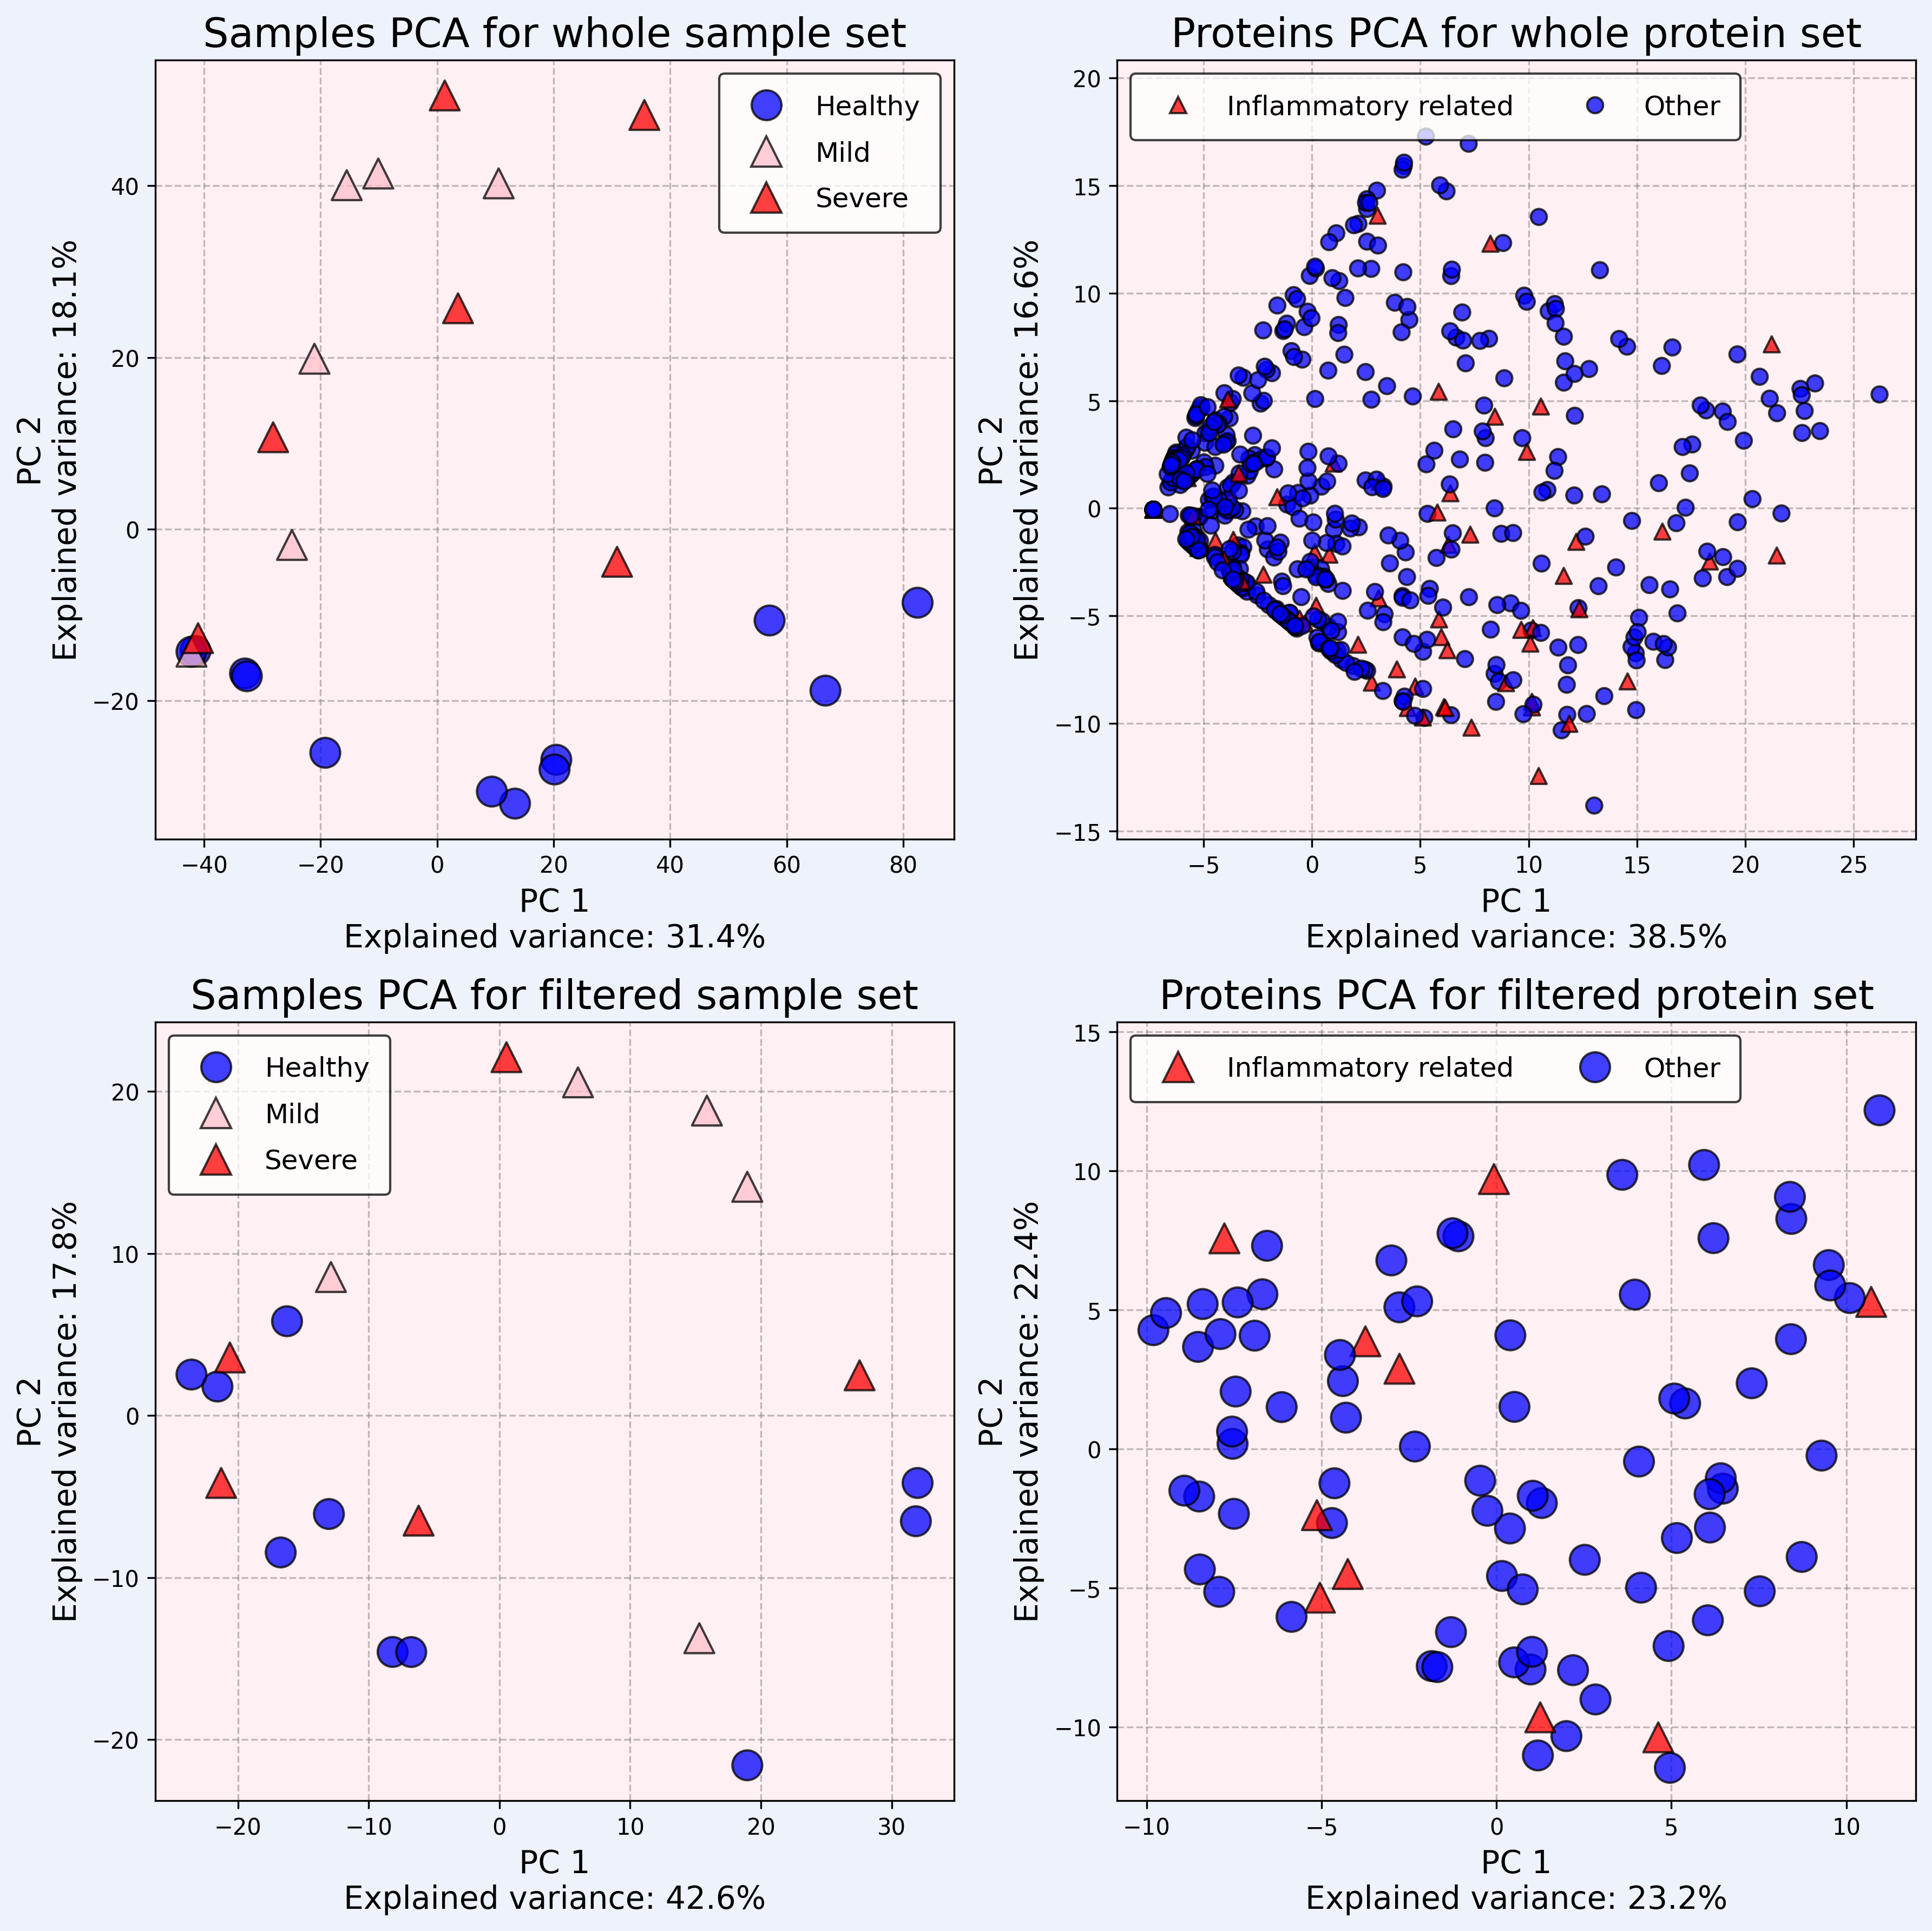 Samples PCA for whole sample set
Healthy
Mild
Severe
40
20
0
−20
PC 2
Explained variance: 18.1%
−40
−20
0
20
40
60
80
PC 1
Explained variance: 31.4%
Proteins PCA for whole protein set
Inflammatory related
Other
20
15
10
5
0
−5
−10
−15
PC 2
Explained variance: 16.6%
−5
0
5
10
15
20
25
PC 1
Explained variance: 38.5%
Samples PCA for filtered sample set
Healthy
Mild
Severe
20
10
0
−10
−20
PC 2
Explained variance: 17.8%
−20
−10
0
10
20
30
PC 1
Explained variance: 42.6%
Proteins PCA for filtered protein set
Inflammatory related
Other
15
10
5
0
−5
−10
PC 2
Explained variance: 22.4%
−10
−5
0
5
10
PC 1
Explained variance: 23.2%